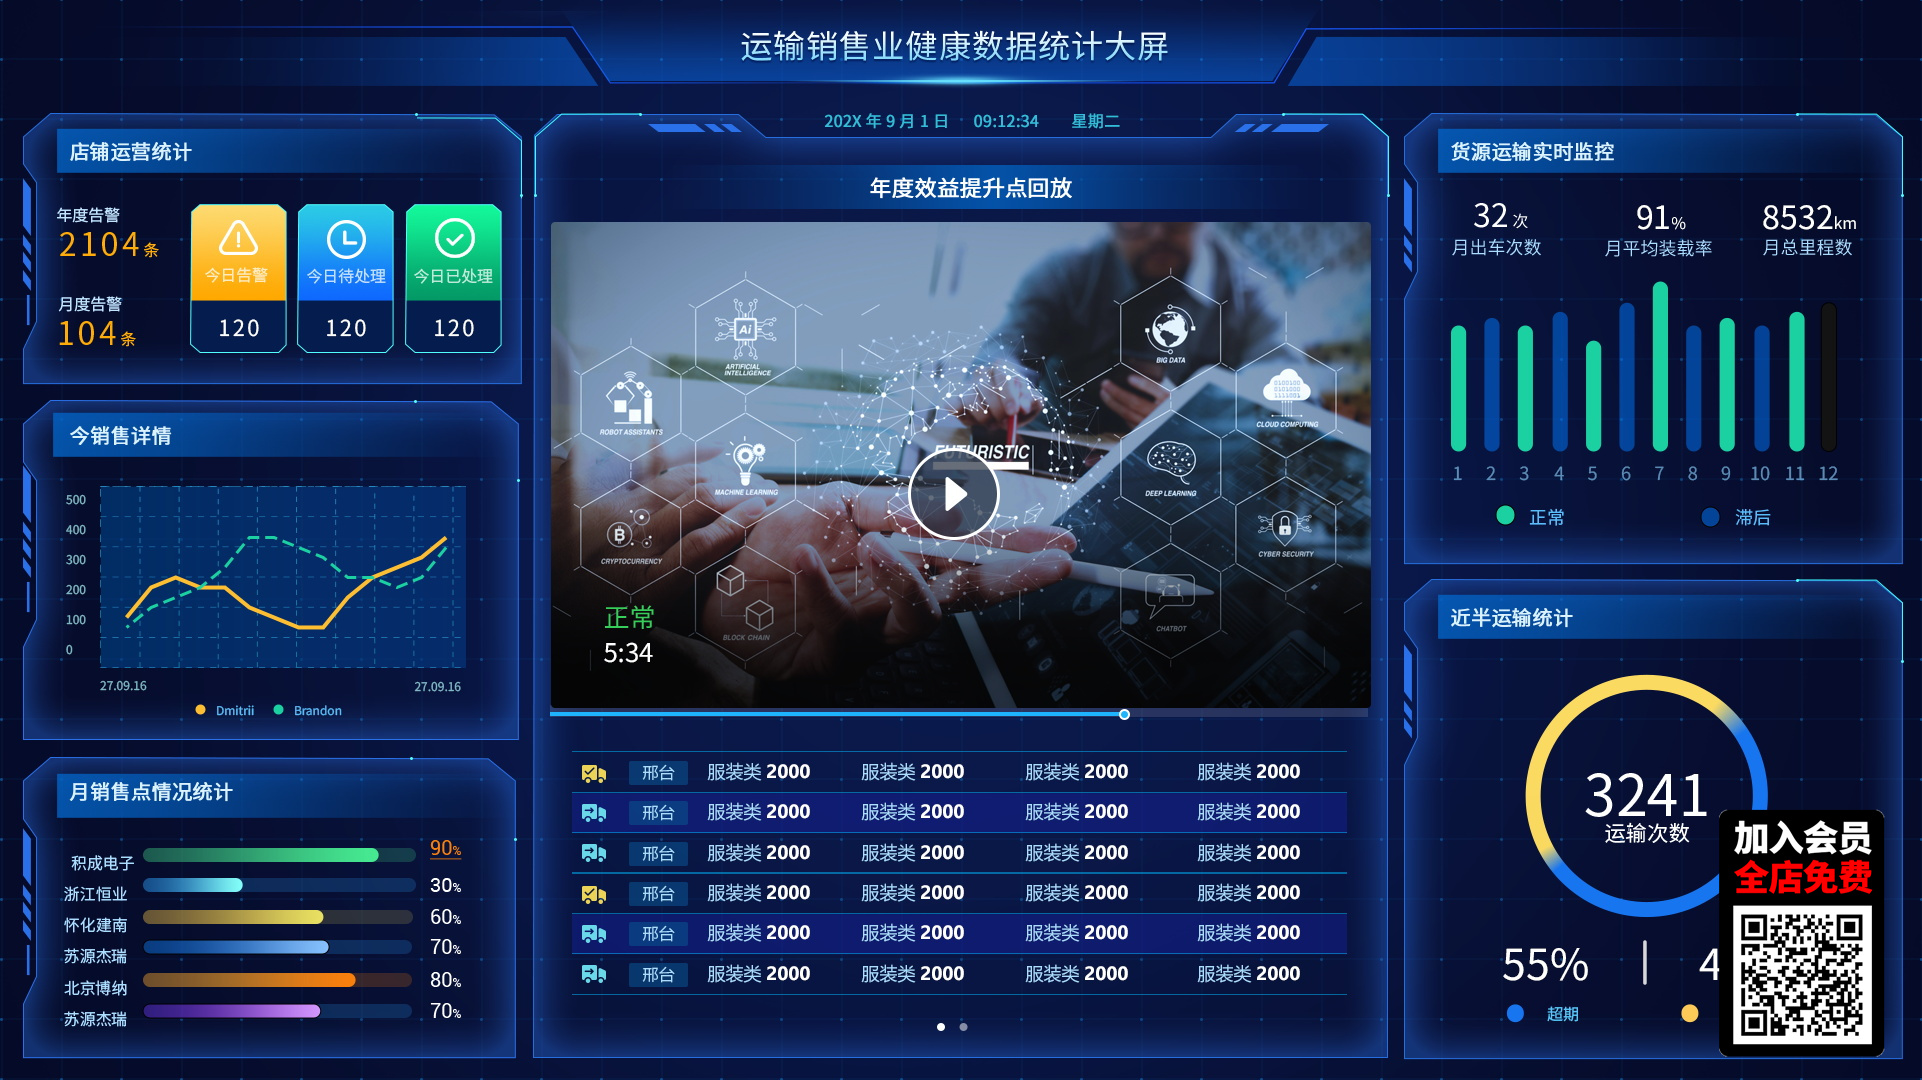 运输销售业健康数据统计大屏
202X 年 9 月 1 日 09:12:34 星期二
店铺运营统计
年度告警
2104条
月度告警
104条
今日告警
120
今日待处理
120
今日已处理
120
今销售详情
500
400
300
200
100
0
27.09.16
27.09.16
Dmitrii
Brandon
月销售点情况统计
积成电子
90%
浙江恒业
30%
怀化建南
60%
苏源杰瑞
70%
北京博纳
80%
苏源杰瑞
70%
年度效益提升点回放
Ai
ARTIFICIAL
INTELLIGENCE
ROBOT ASSISTANTS
MACHINE LEARNING
CRYPTOCURRENCY
BLOCK CHAIN
FUTURISTIC
BIG DATA
0100100
0101000
1111001
CLOUD COMPUTING
DEEP LEARNING
CYBER SECURITY
CHATBOT
正常
5:34
邢台 服装类 2000 服装类 2000 服装类 2000 服装类 2000
邢台 服装类 2000 服装类 2000 服装类 2000 服装类 2000
邢台 服装类 2000 服装类 2000 服装类 2000 服装类 2000
邢台 服装类 2000 服装类 2000 服装类 2000 服装类 2000
邢台 服装类 2000 服装类 2000 服装类 2000 服装类 2000
邢台 服装类 2000 服装类 2000 服装类 2000 服装类 2000
货源运输实时监控
32 次
月出车次数
91%
月平均装载率
8532km
月总里程数
1 2 3 4 5 6 7 8 9 10 11 12
正常
滞后
近半运输统计
3241
运输次数
55%
4
超期
加入会员
全店免费